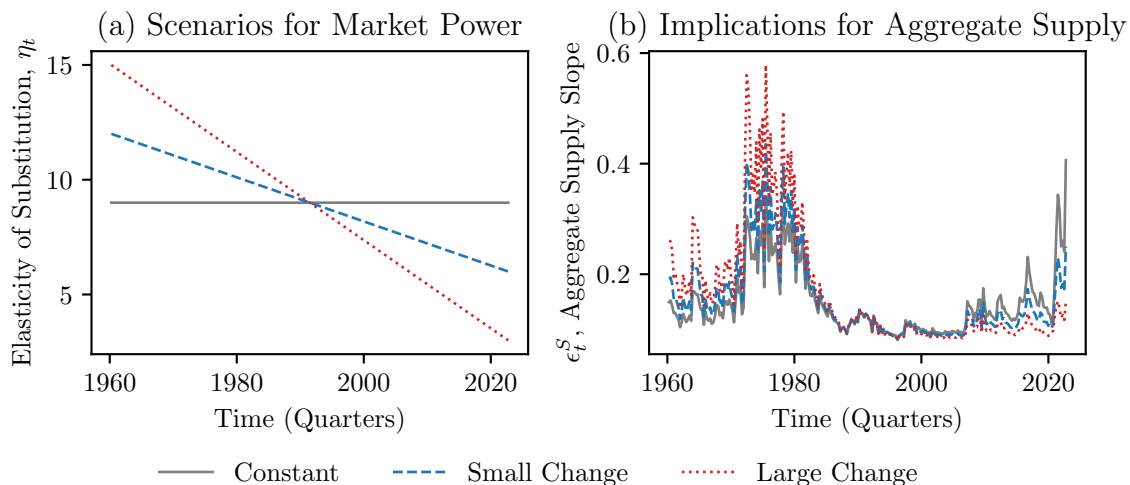 (a) Scenarios for Market Power
Elasticity of Substitution, ηₜ
15
10
5
1960
1980
2000
2020
Time (Quarters)
(b) Implications for Aggregate Supply
ϵₜˢ, Aggregate Supply Slope
0.6
0.4
0.2
1960
1980
2000
2020
Time (Quarters)
Constant
Small Change
Large Change